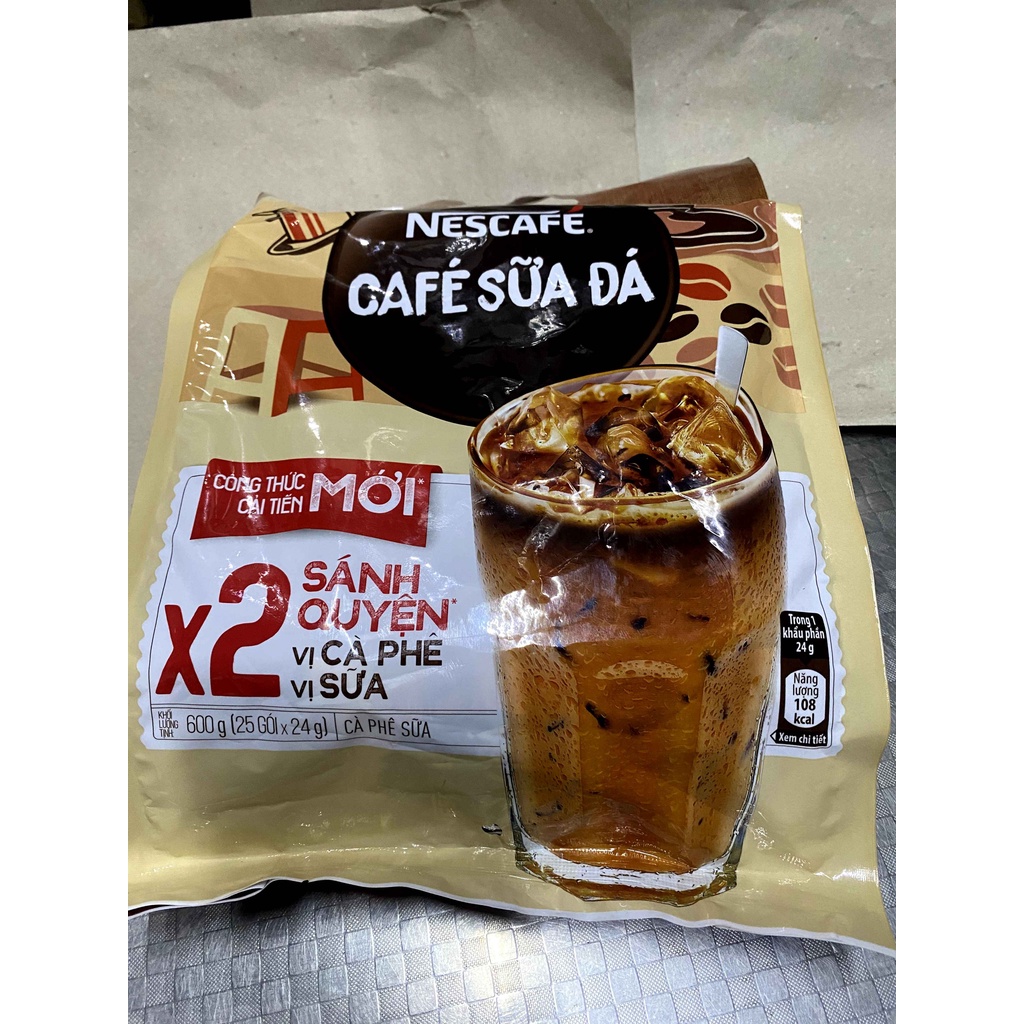 NESCAFÉ®
CAFÉ SỮA ĐÁ
CÔNG THỨC
CẢI TIẾN
MỚI*
X2
SÁNH
QUYỆN*
VỊ CÀ PHÊ
VỊ SỮA
KHỐI
LƯỢNG
TỊNH:
600 g (25 GÓI x 24 g)
CÀ PHÊ SỮA
Trong 1
khẩu phần
24 g
Năng
lượng
108
kcal
Xem chi tiết